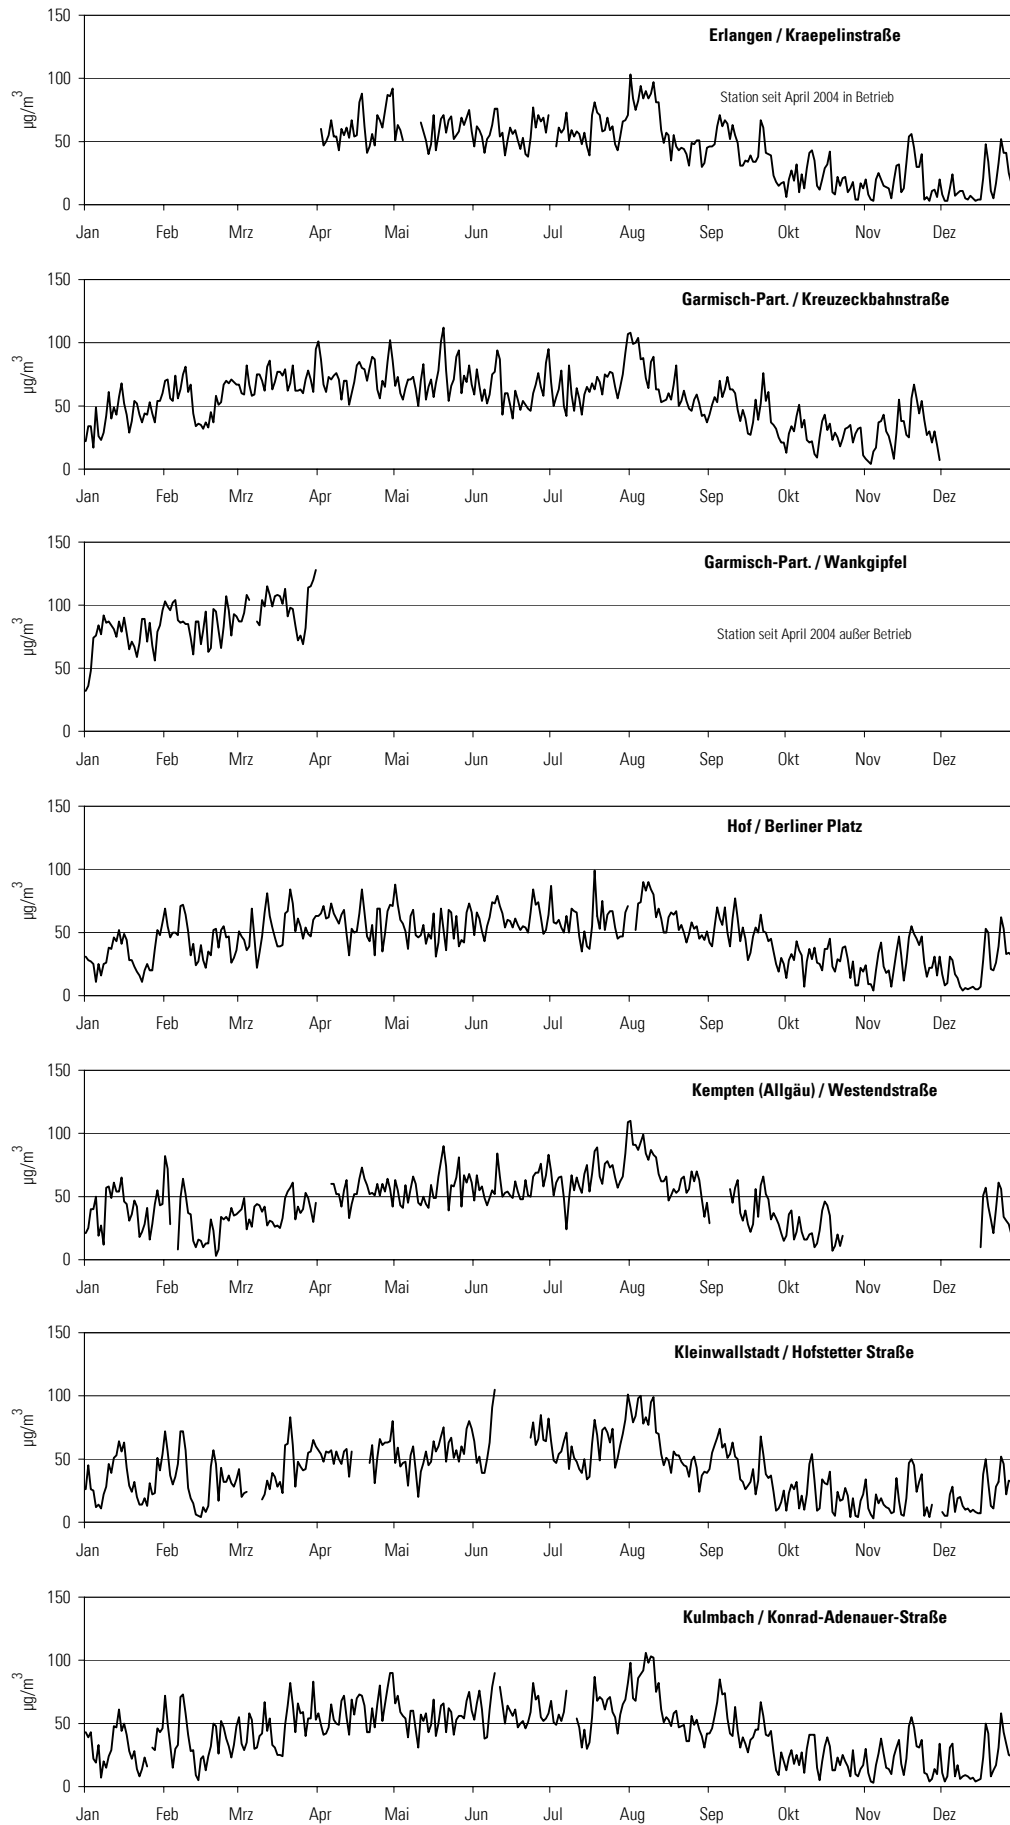 150
Erlangen / Kraepelinstraße
100
Station seit April 2004 in Betrieb
µg/m³
50
0
Jan Feb Mrz Apr Mai Jun Jul Aug Sep Okt Nov Dez
150
Garmisch-Part. / Kreuzeckbahnstraße
100
µg/m³
50
0
Jan Feb Mrz Apr Mai Jun Jul Aug Sep Okt Nov Dez
150
Garmisch-Part. / Wankgipfel
100
Station seit April 2004 außer Betrieb
µg/m³
50
0
Jan Feb Mrz Apr Mai Jun Jul Aug Sep Okt Nov Dez
150
Hof / Berliner Platz
100
µg/m³
50
0
Jan Feb Mrz Apr Mai Jun Jul Aug Sep Okt Nov Dez
150
Kempten (Allgäu) / Westendstraße
100
µg/m³
50
0
Jan Feb Mrz Apr Mai Jun Jul Aug Sep Okt Nov Dez
150
Kleinwallstadt / Hofstetter Straße
100
µg/m³
50
0
Jan Feb Mrz Apr Mai Jun Jul Aug Sep Okt Nov Dez
150
Kulmbach / Konrad-Adenauer-Straße
100
µg/m³
50
0
Jan Feb Mrz Apr Mai Jun Jul Aug Sep Okt Nov Dez